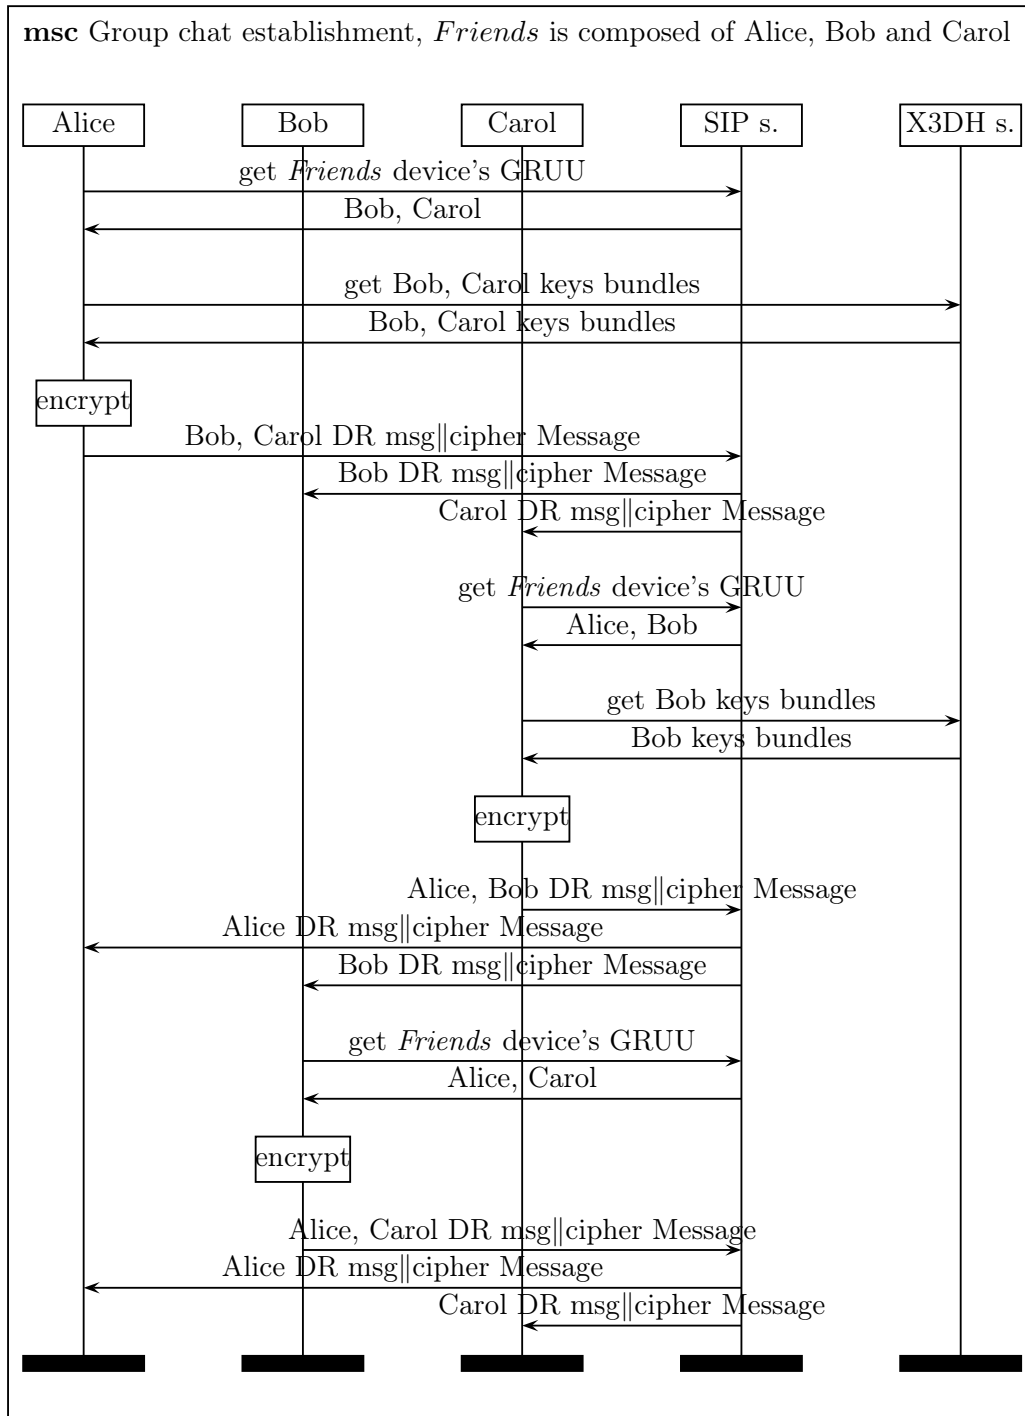 msc Group chat establishment, Friends is composed of Alice, Bob and Carol
Alice Bob Carol SIP s. X3DH s.
get Friends device's GRUU
Bob, Carol
get Bob, Carol keys bundles
Bob, Carol keys bundles
encrypt
Bob, Carol DR msg||cipher Message
Bob DR msg||cipher Message
Carol DR msg||cipher Message
get Friends device's GRUU
Alice, Bob
get Bob keys bundles
Bob keys bundles
encrypt
Alice, Bob DR msg||cipher Message
Alice DR msg||cipher Message
Bob DR msg||cipher Message
get Friends device's GRUU
Alice, Carol
encrypt
Alice, Carol DR msg||cipher Message
Alice DR msg||cipher Message
Carol DR msg||cipher Message